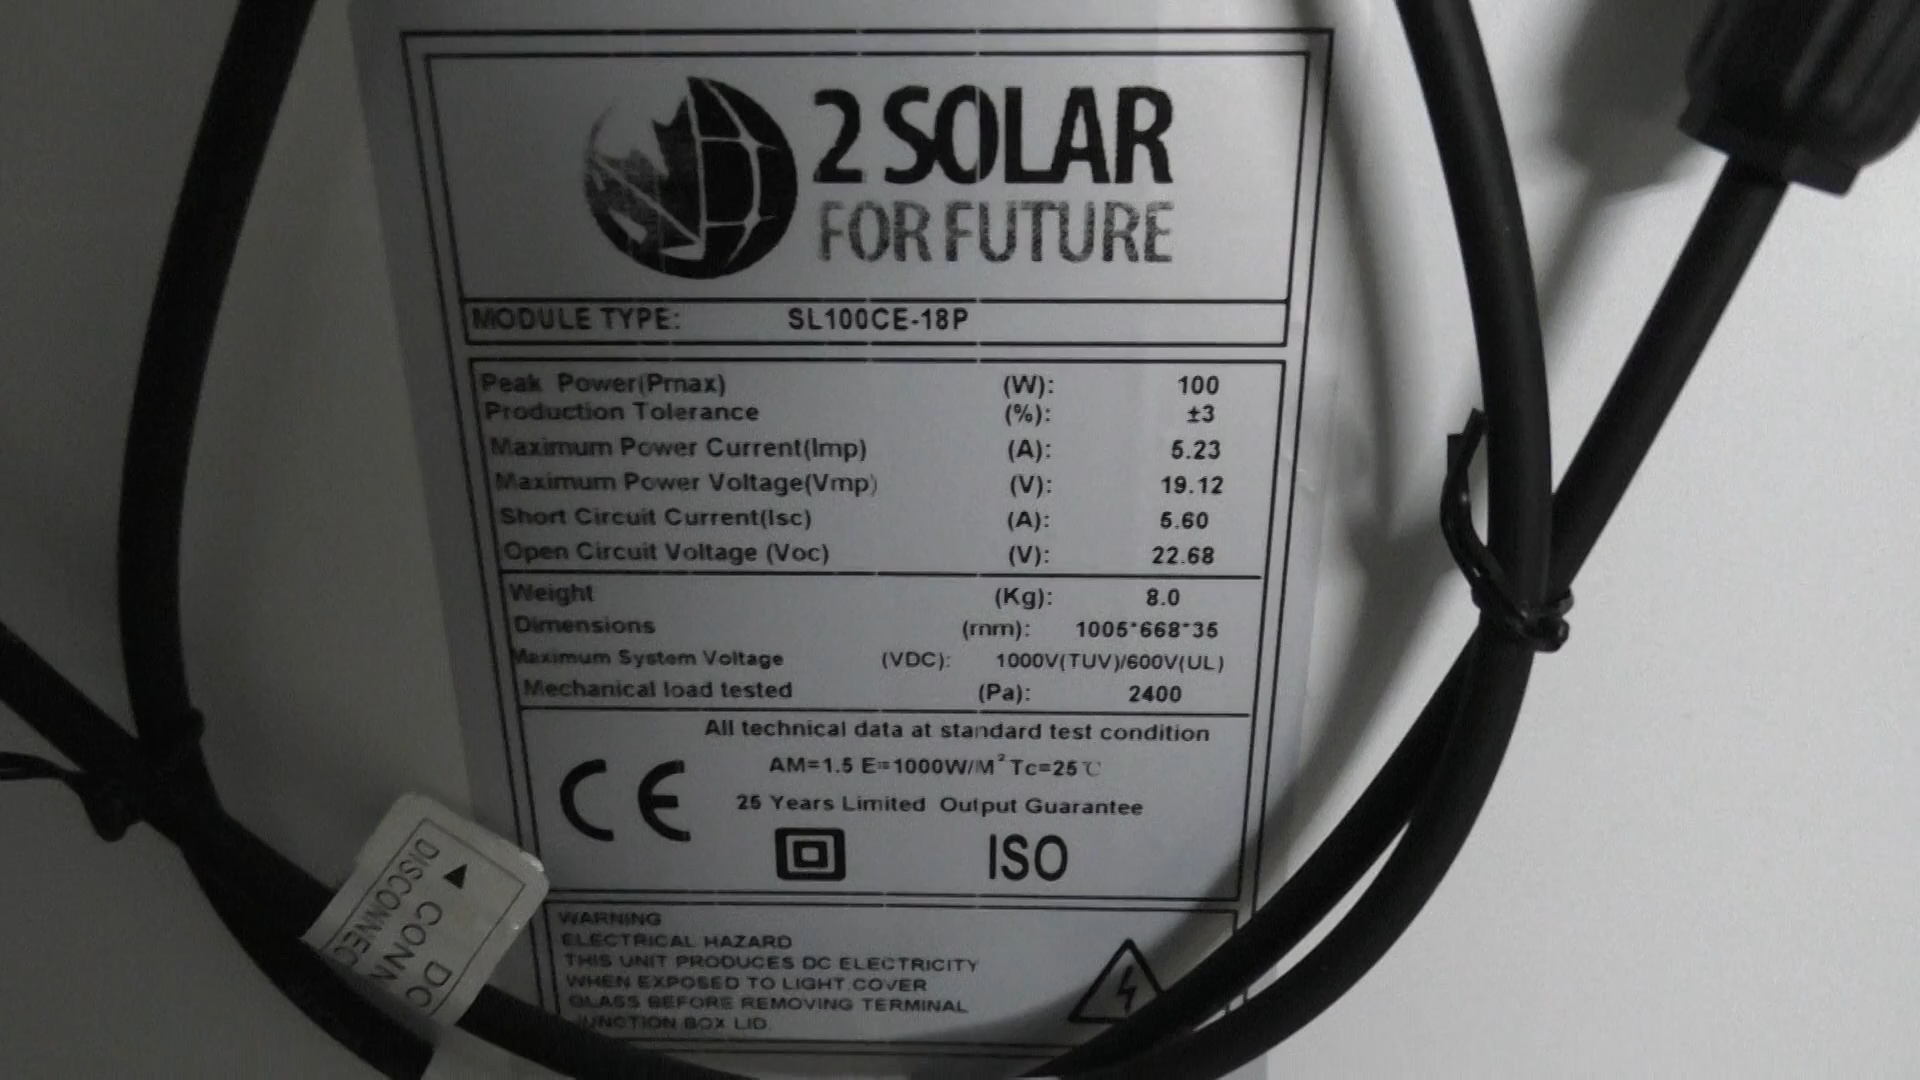 2 SOLAR
FOR FUTURE
MODULE TYPE: SL100CE-18P
Peak Power(Pmax) (W): 100
Production Tolerance (%): ±3
Maximum Power Current(Imp) (A): 5.23
Maximum Power Voltage(Vmp) (V): 19.12
Short Circuit Current(Isc) (A): 5.60
Open Circuit Voltage (Voc) (V): 22.68
Weight (Kg): 8.0
Dimensions (mm): 1005*668*35
Maximum System Voltage (VDC): 1000V(TUV)/600V(UL)
Mechanical load tested (Pa): 2400
All technical data at standard test condition
AM=1.5 E=1000W/M² Tc=25℃
25 Years Limited Output Guarantee
CE
ISO
WARNING
ELECTRICAL HAZARD
THIS UNIT PRODUCES DC ELECTRICITY
WHEN EXPOSED TO LIGHT.COVER
GLASS BEFORE REMOVING TERMINAL
JUNCTION BOX LID.
DISCONNEC
CONN
DC